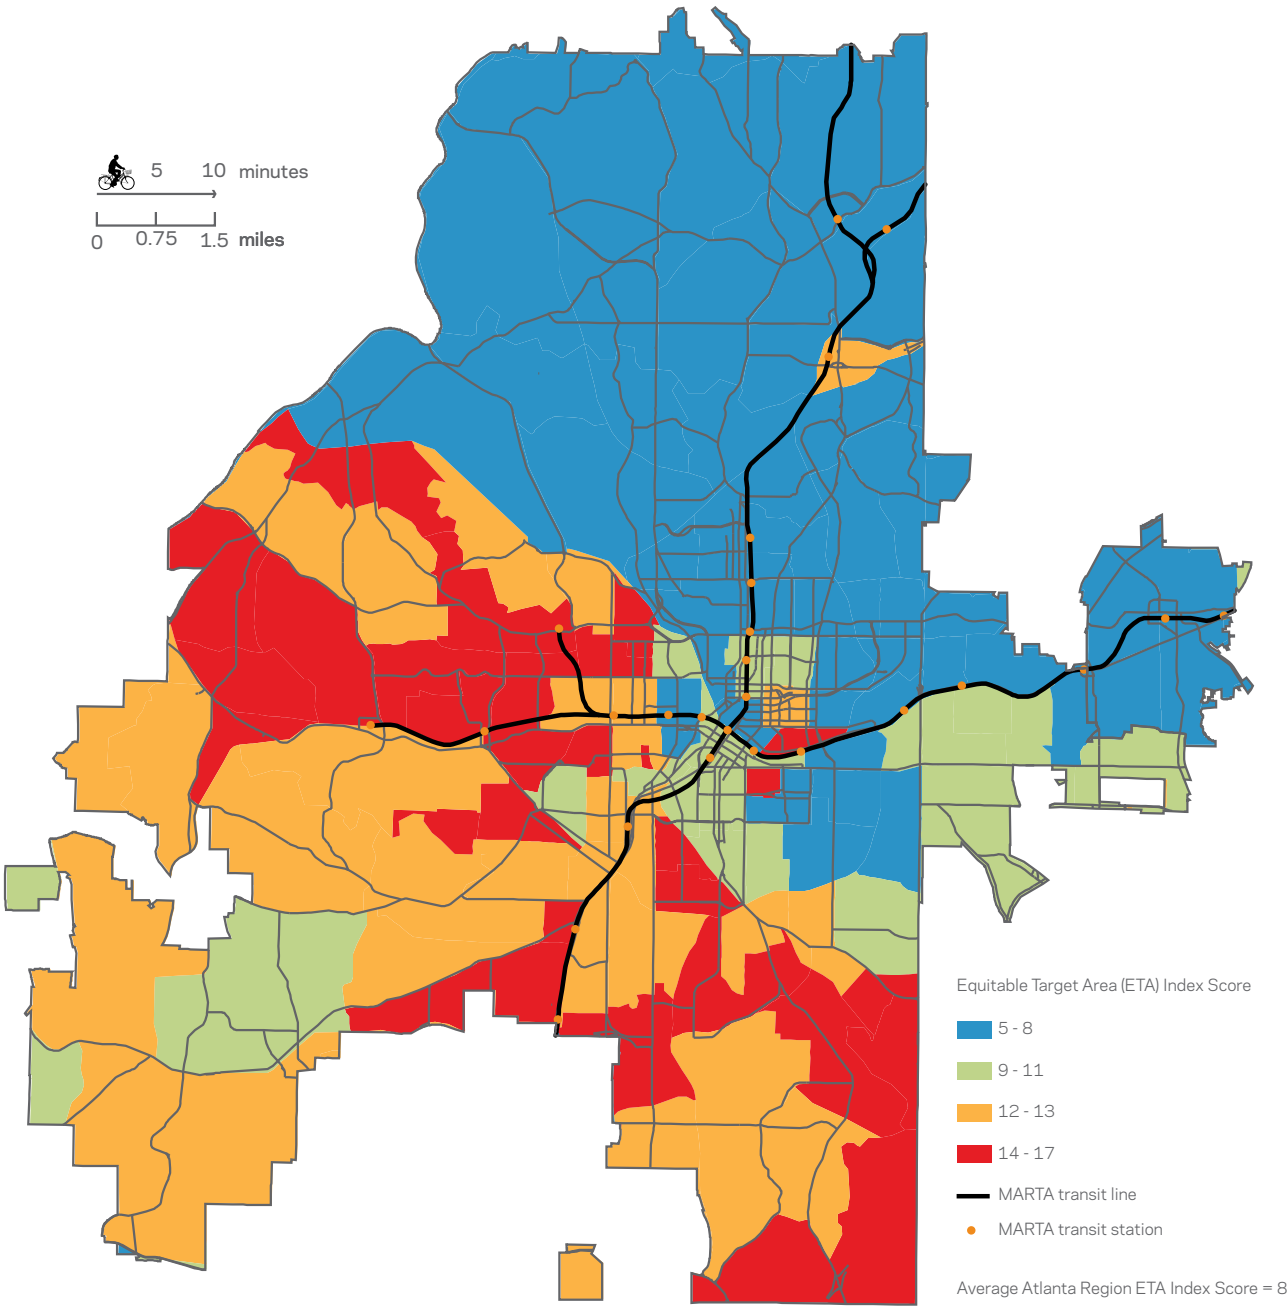 5 10 minutes
0 0.75 1.5 miles
Equitable Target Area (ETA) Index Score
5 - 8
9 - 11
12 - 13
14 - 17
MARTA transit line
MARTA transit station
Average Atlanta Region ETA Index Score = 8